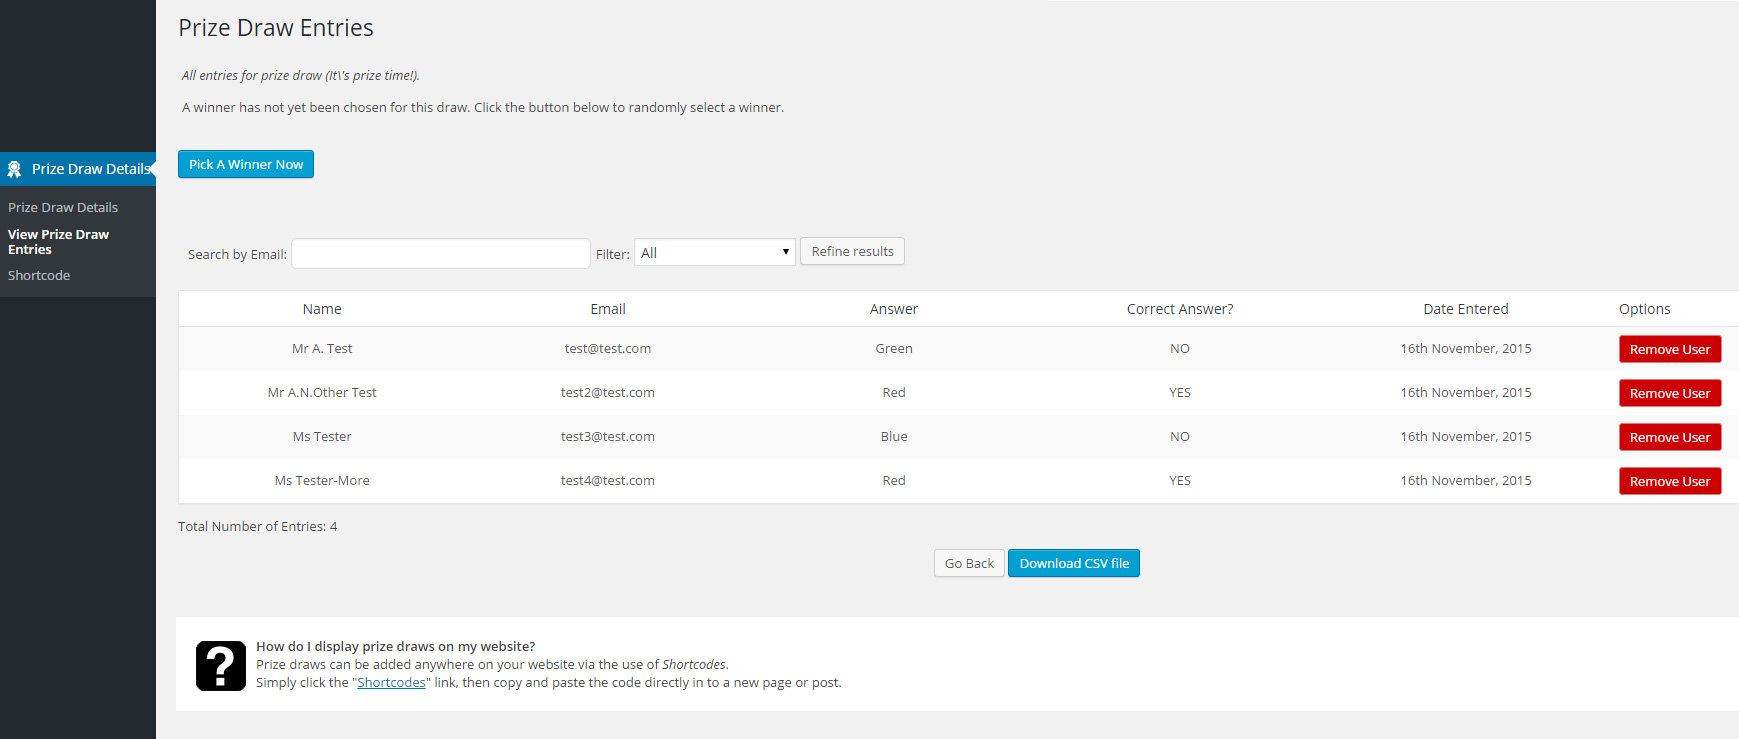 Prize Draw Entries
All entries for prize draw (It\'s prize time!).
A winner has not yet been chosen for this draw. Click the button below to randomly select a winner.
Pick A Winner Now
Prize Draw Details
Prize Draw Details
View Prize Draw
Entries
Shortcode
Search by Email: Filter: All Refine results
Name Email Answer Correct Answer? Date Entered Options
Mr A. Test test@test.com Green NO 16th November, 2015 Remove User
Mr A.N.Other Test test2@test.com Red YES 16th November, 2015 Remove User
Ms Tester test3@test.com Blue NO 16th November, 2015 Remove User
Ms Tester-More test4@test.com Red YES 16th November, 2015 Remove User
Total Number of Entries: 4
Go Back Download CSV file
How do I display prize draws on my website?
Prize draws can be added anywhere on your website via the use of Shortcodes.
Simply click the "Shortcodes" link, then copy and paste the code directly in to a new page or post.